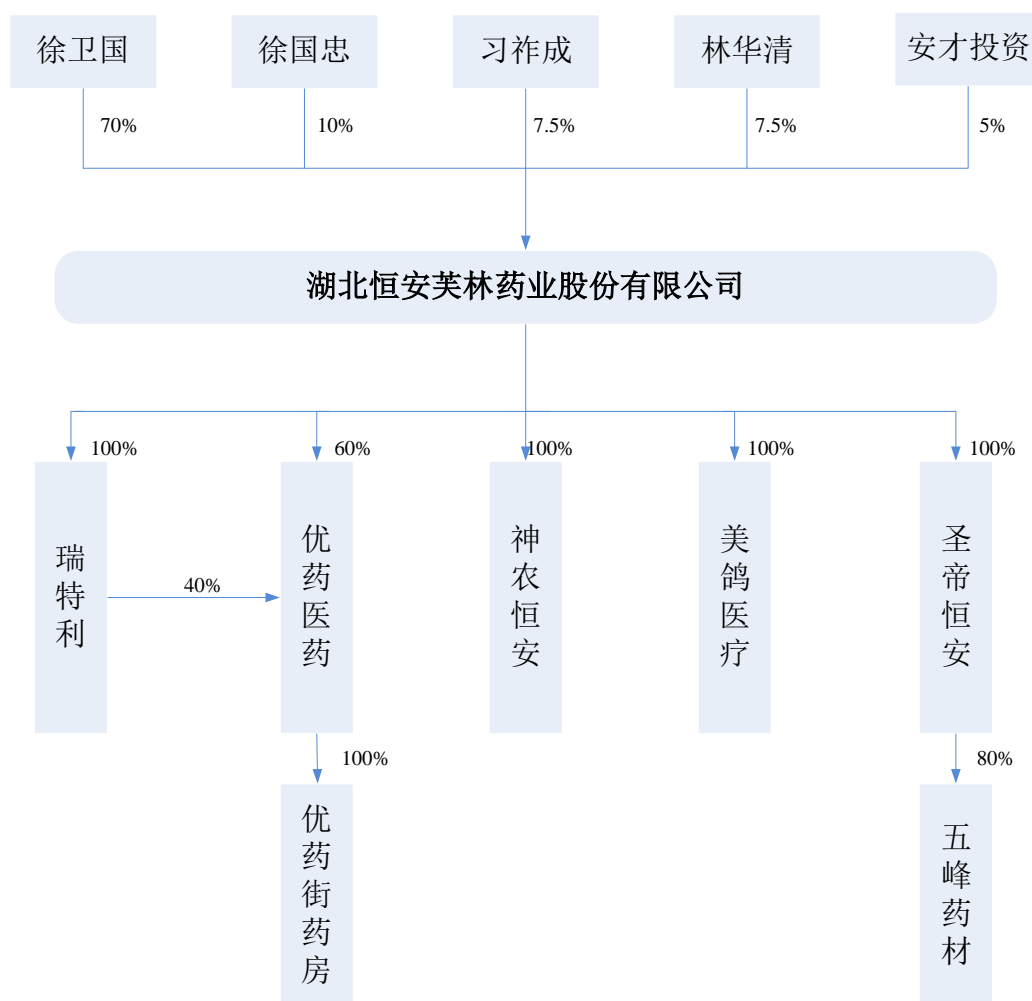 徐卫国
徐国忠
习祚成
林华清
安才投资
70%
10%
7.5%
7.5%
5%
湖北恒安芙林药业股份有限公司
100%
60%
100%
100%
100%
瑞特利
40%
优药医药
神农恒安
美鸽医疗
圣帝恒安
100%
80%
优药街药房
五峰药材